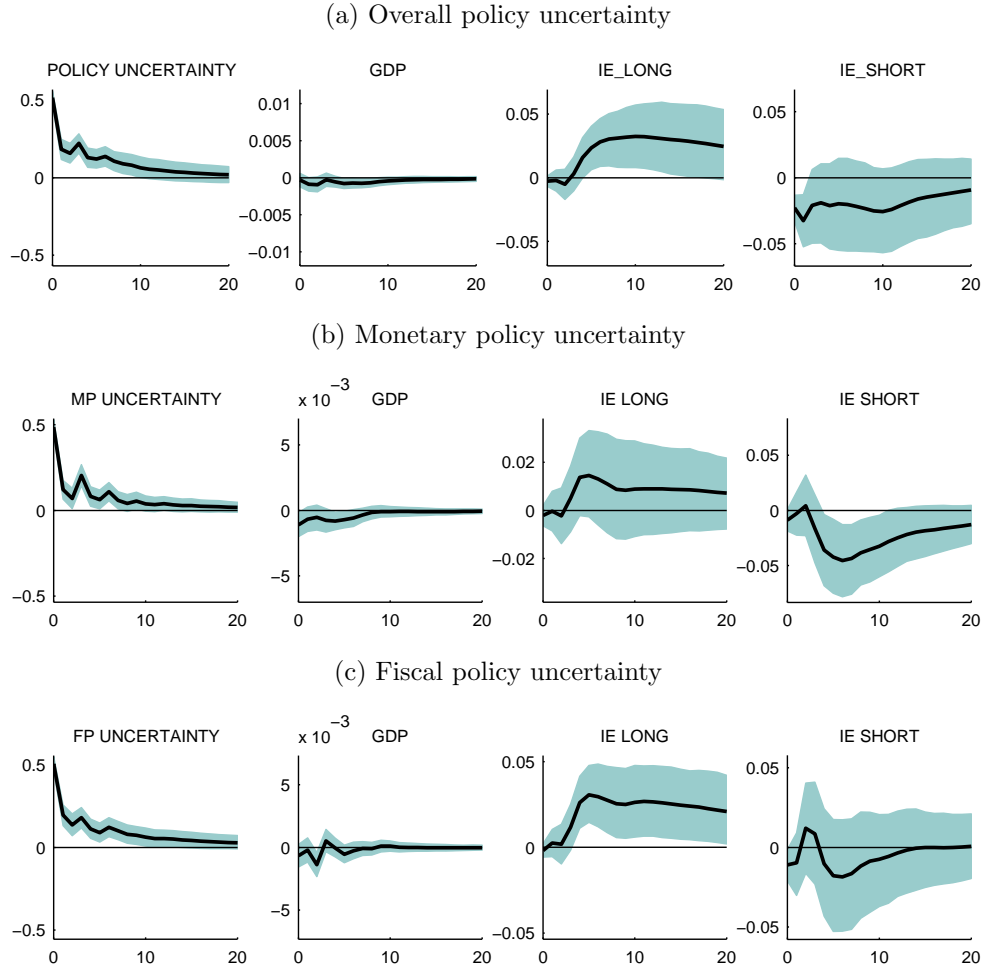 (a) Overall policy uncertainty
POLICY UNCERTAINTY GDP IE_LONG IE_SHORT
0.5 0.01 0.05 0.05
0.005
0 0 0 0
−0.005
−0.5 −0.01 −0.05 −0.05
0 10 20 0 10 20 0 10 20 0 10 20
(b) Monetary policy uncertainty
x 10−3
MP UNCERTAINTY GDP IE LONG IE SHORT
0.5 5 0.02 0.05
0 0 0 0
−0.5 −5 −0.02 −0.05
0 10 20 0 10 20 0 10 20 0 10 20
(c) Fiscal policy uncertainty
x 10−3
FP UNCERTAINTY GDP IE LONG IE SHORT
0.5 5 0.05 0.05
0 0 0 0
−0.5 −5 −0.05 −0.05
0 10 20 0 10 20 0 10 20 0 10 20